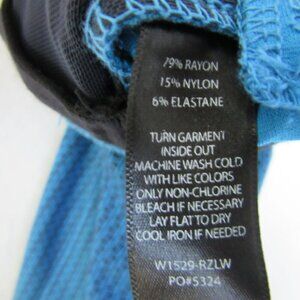 79% RAYON
15% NYLON
6% ELASTANE
TURN GARMENT
INSIDE OUT
MACHINE WASH COLD
WITH LIKE COLORS
ONLY NON-CHLORINE
BLEACH IF NECESSARY
LAY FLAT TO DRY
COOL IRON IF NEEDED
W1529-RZLW
PO#5324